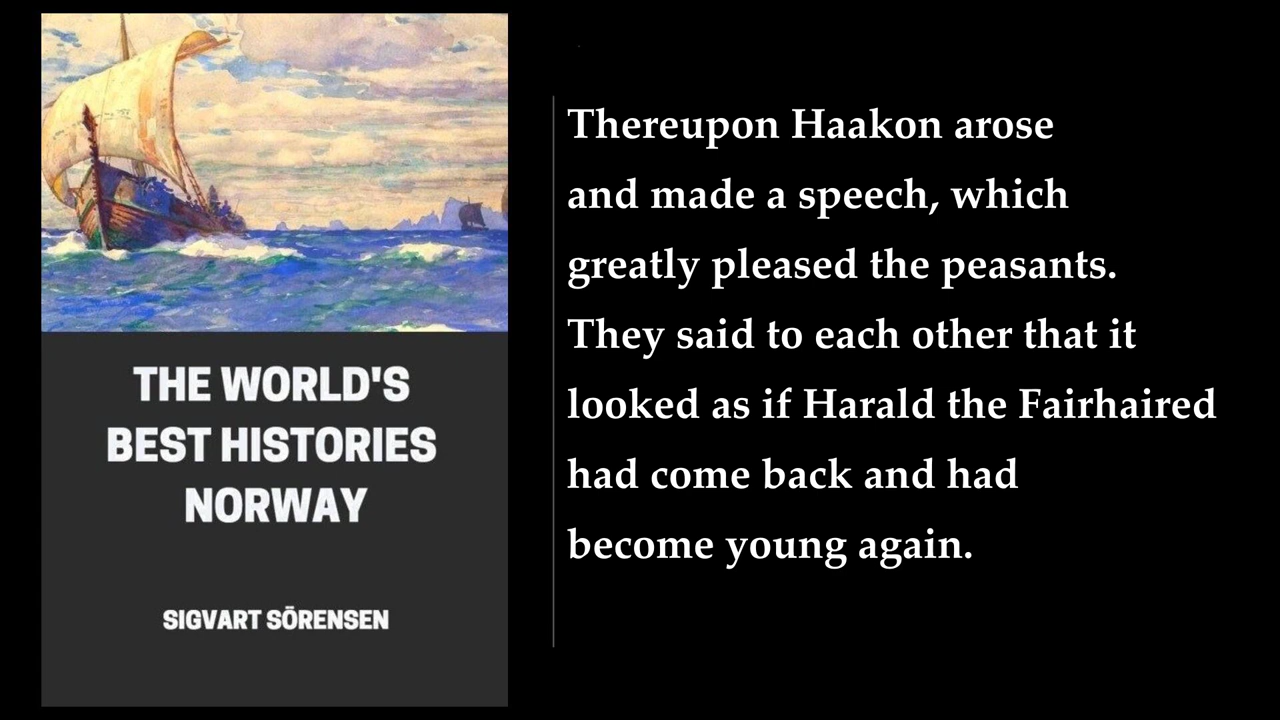 THE WORLD'S
BEST HISTORIES
NORWAY
SIGVART SÖRENSEN
Thereupon Haakon arose
and made a speech, which
greatly pleased the peasants.
They said to each other that it
looked as if Harald the Fairhaired
had come back and had
become young again.